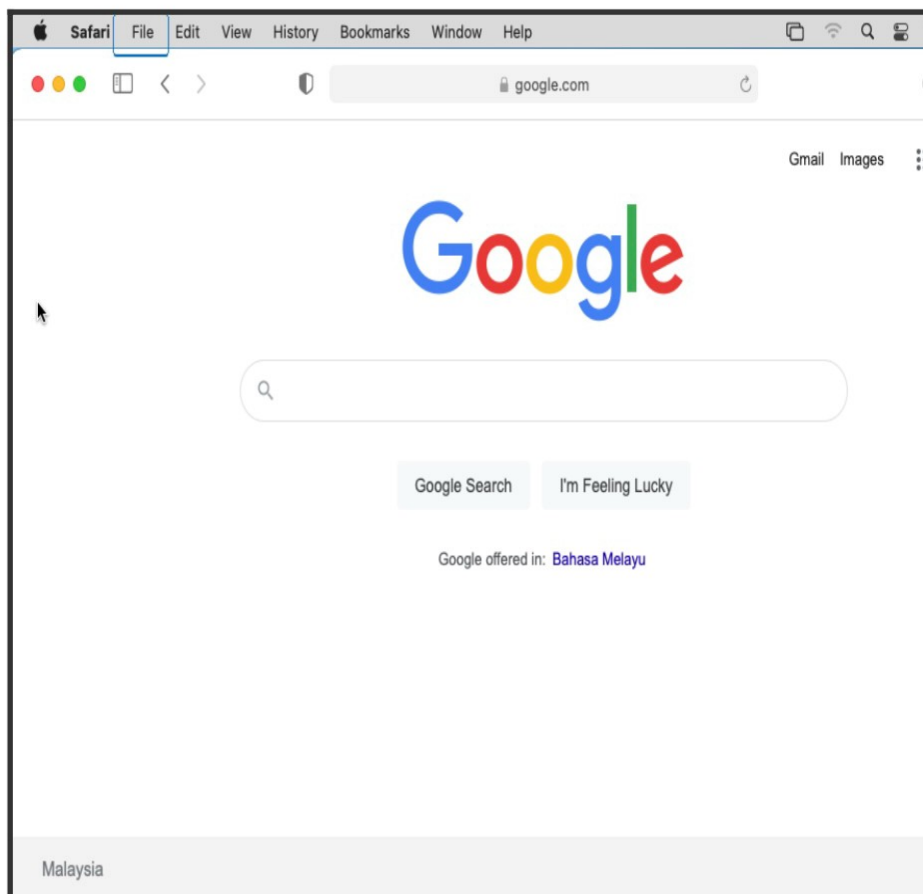 Safari File Edit View History Bookmarks Window Help
google.com
Gmail Images
Google
Google Search I'm Feeling Lucky
Google offered in: Bahasa Melayu
Malaysia